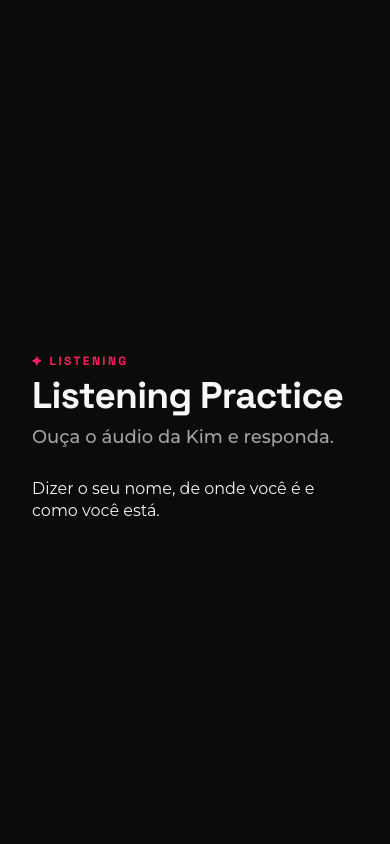 LISTENING
Listening Practice
Ouça o áudio da Kim e responda.
Dizer o seu nome, de onde você é e
como você está.